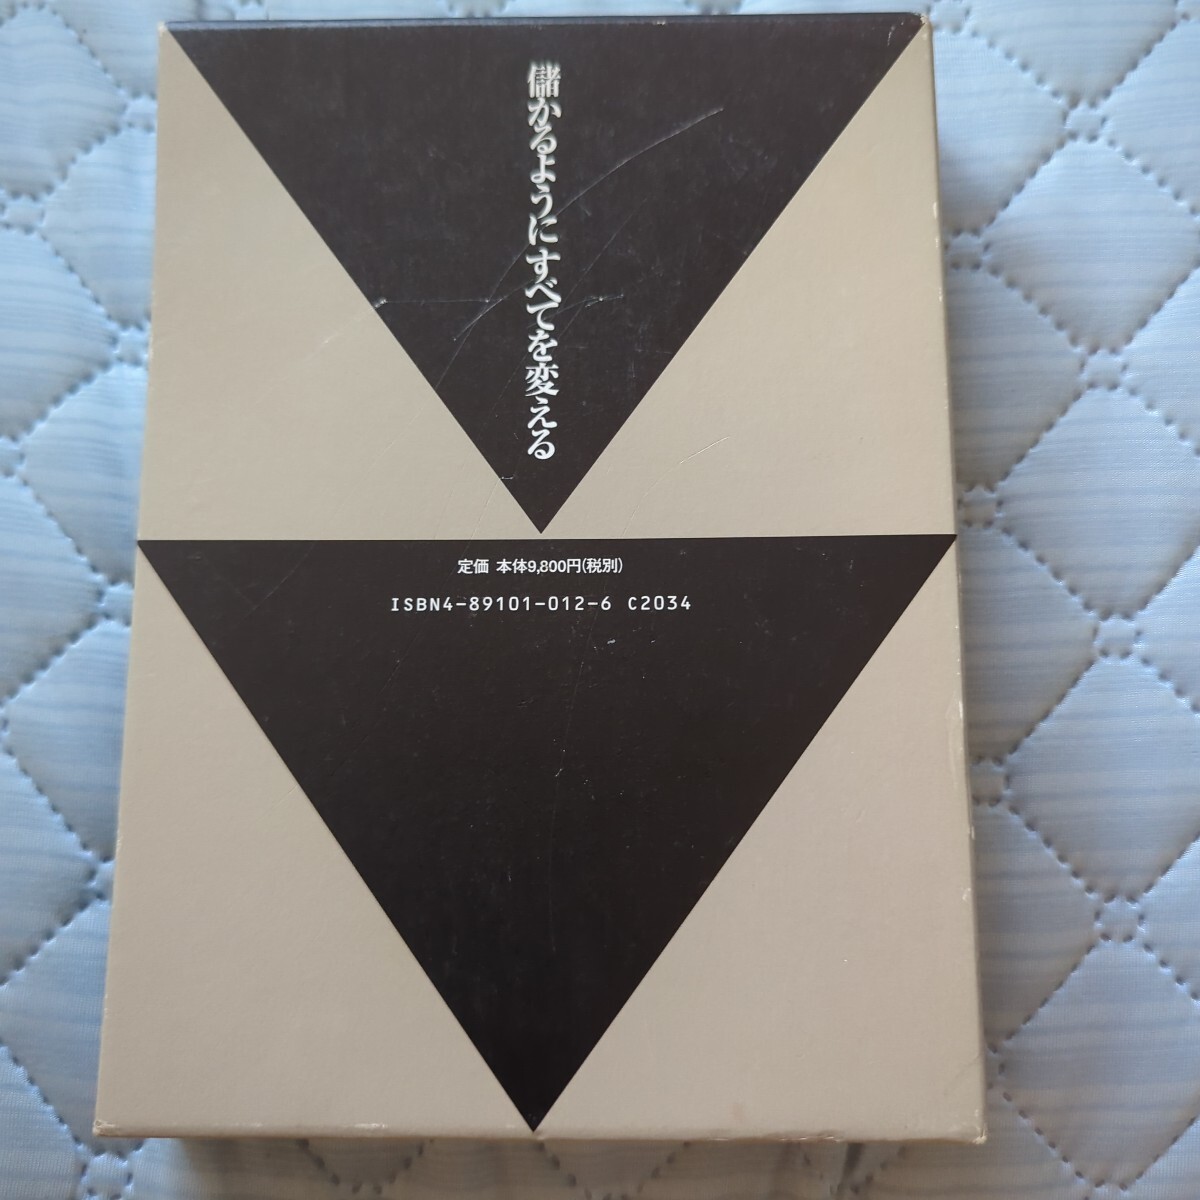 儲かるようにすべてを変える
定価 本体9,800円(税別)
ISBN4-89101-012-6 C2034